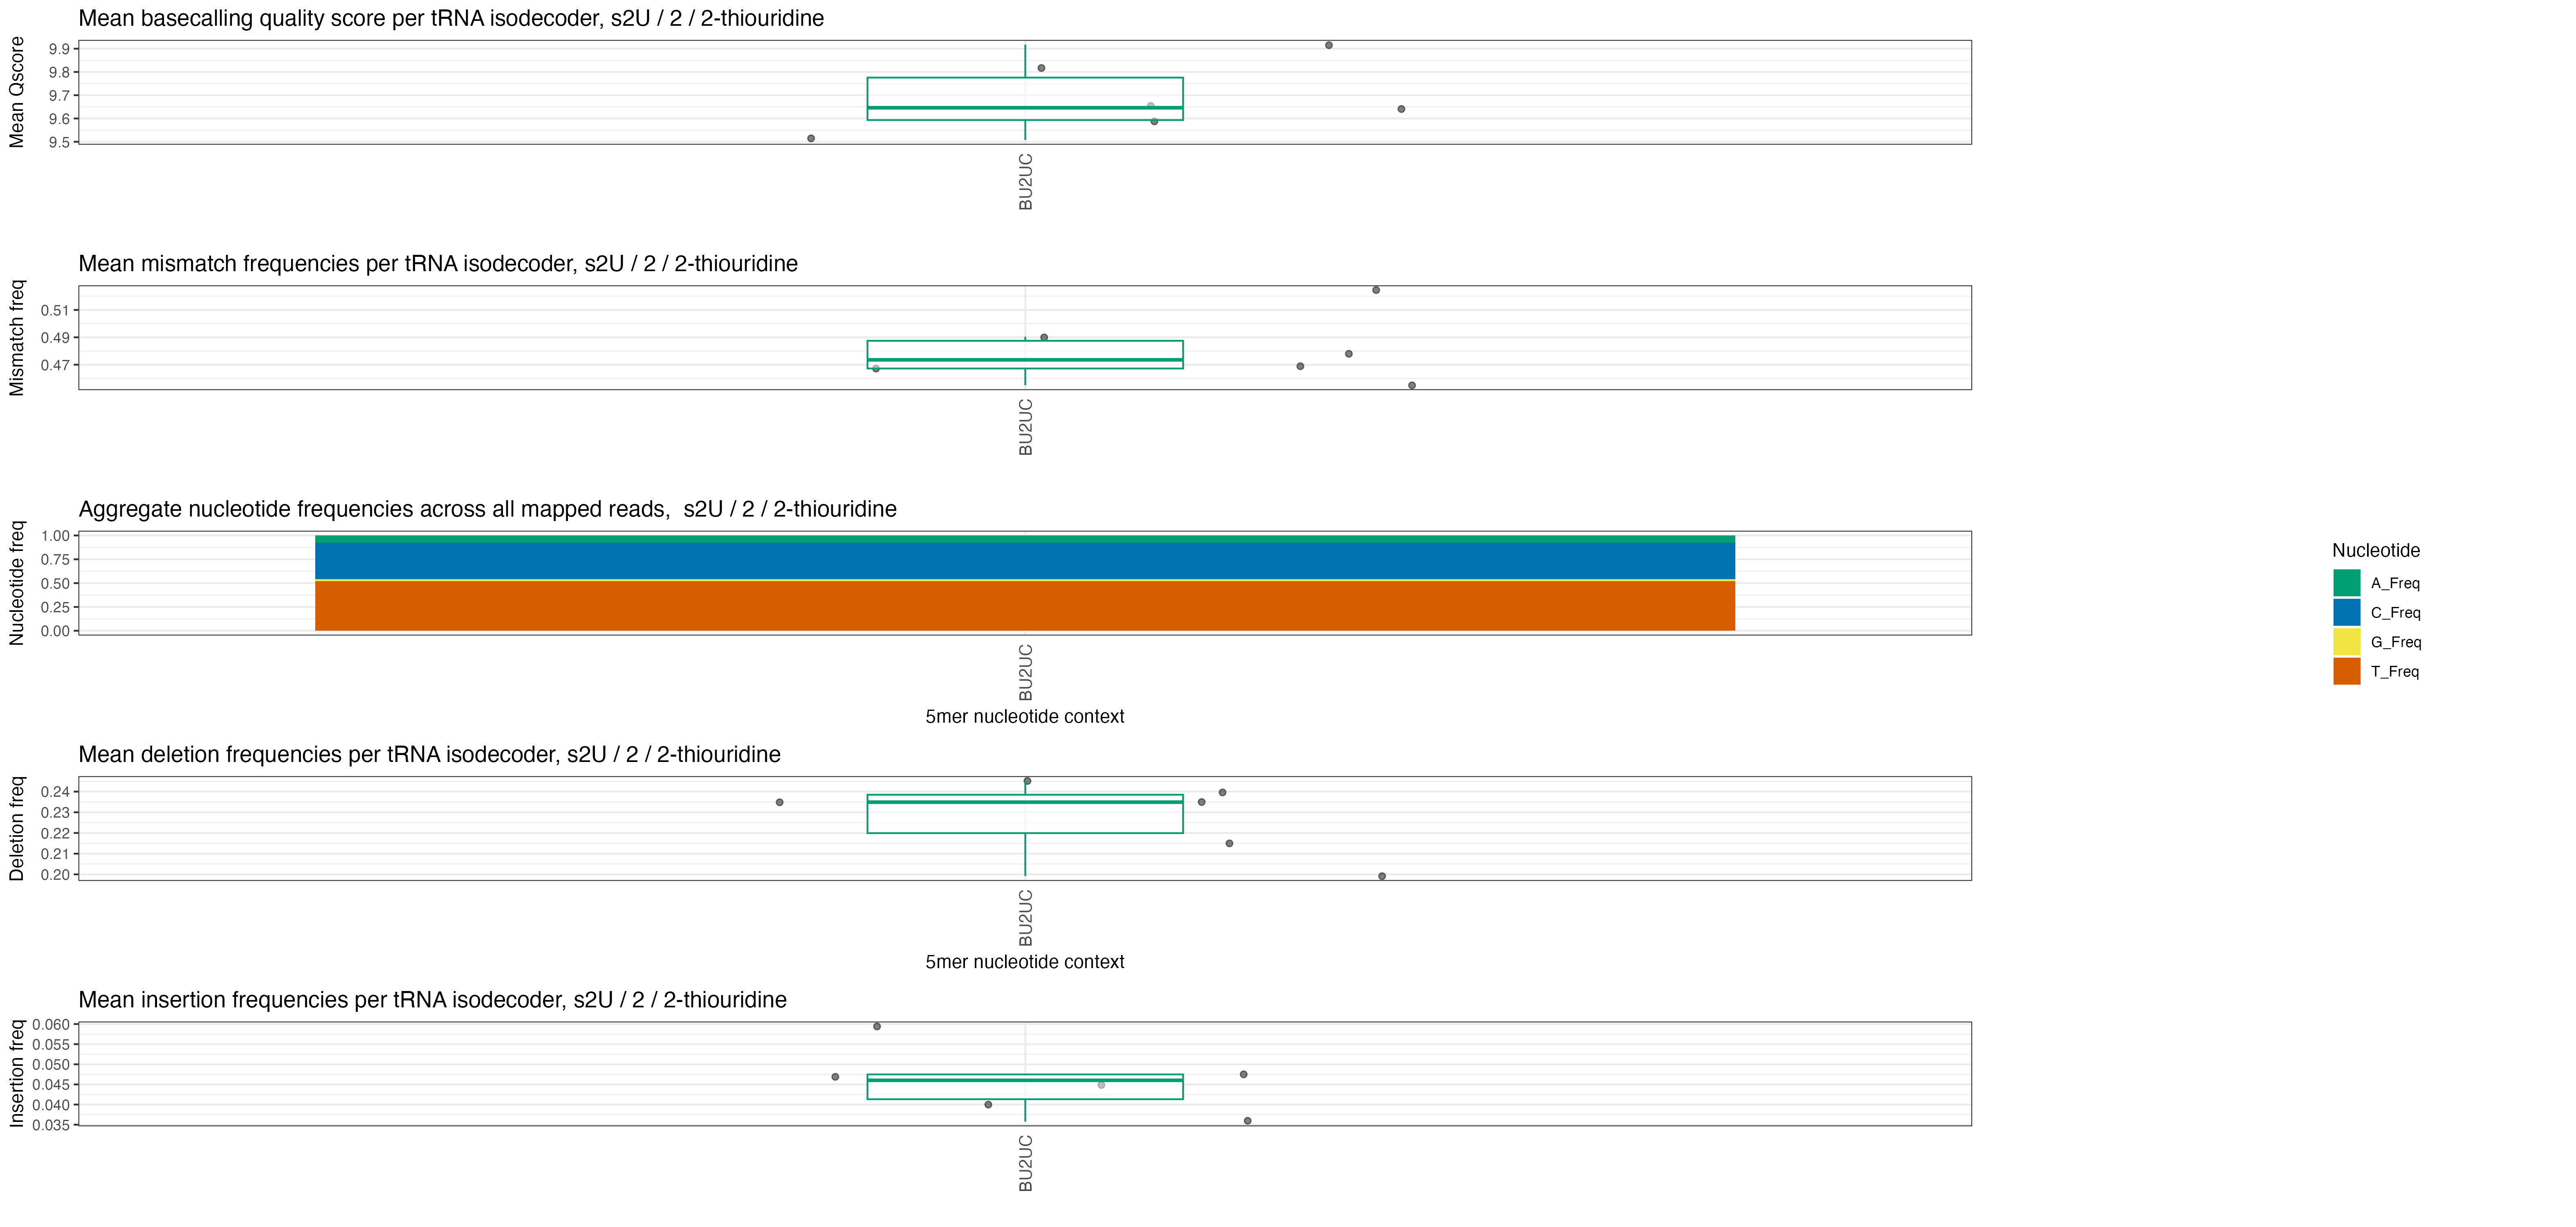 Mean basecalling quality score per tRNA isodecoder, s2U / 2 / 2-thiouridine
Mean Qscore
9.9
9.8
9.7
9.6
9.5
BU2UC
Mean mismatch frequencies per tRNA isodecoder, s2U / 2 / 2-thiouridine
Mismatch freq
0.51
0.49
0.47
BU2UC
Aggregate nucleotide frequencies across all mapped reads,  s2U / 2 / 2-thiouridine
Nucleotide freq
1.00
0.75
0.50
0.25
0.00
BU2UC
5mer nucleotide context
Nucleotide
A_Freq
C_Freq
G_Freq
T_Freq
Mean deletion frequencies per tRNA isodecoder, s2U / 2 / 2-thiouridine
Deletion freq
0.24
0.23
0.22
0.21
0.20
BU2UC
5mer nucleotide context
Mean insertion frequencies per tRNA isodecoder, s2U / 2 / 2-thiouridine
Insertion freq
0.060
0.055
0.050
0.045
0.040
0.035
BU2UC